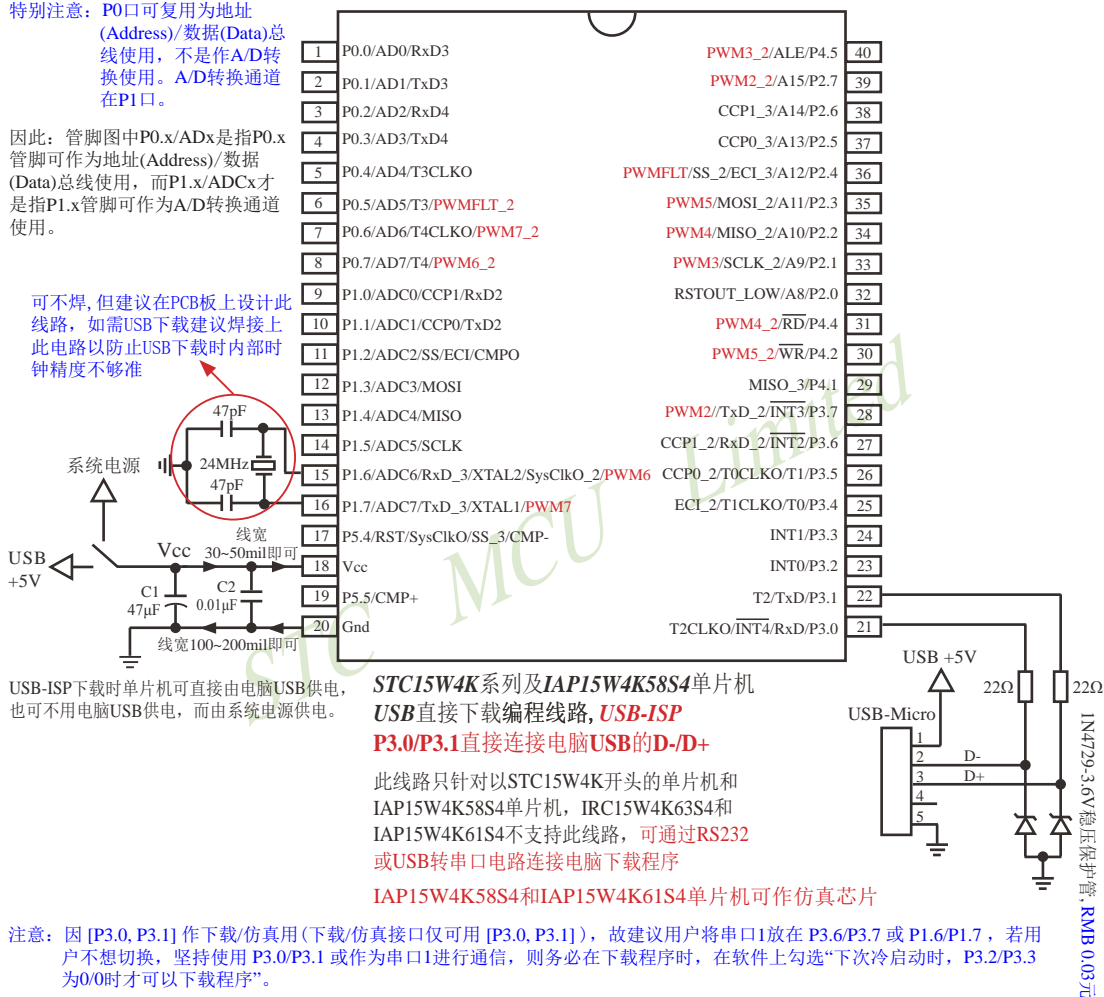 特别注意：P0口可复用为地址
(Address)/数据(Data)总
线使用，不是作A/D转
换使用。A/D转换通道
在P1口。
因此：管脚图中P0.x/ADx是指P0.x
管脚可作为地址(Address)/数据
(Data)总线使用，而P1.x/ADCx才
是指P1.x管脚可作为A/D转换通道
使用。
可不焊,但建议在PCB板上设计此
线路，如需USB下载建议焊接上
此电路以防止USB下载时内部时
钟精度不够准
47pF
24MHz
47pF
系统电源
USB
+5V
Vcc
线宽
30~50mil即可
C1
47μF
C2
0.01μF
线宽100~200mil即可
USB-ISP下载时单片机可直接由电脑USB供电，
也可不用电脑USB供电，而由系统电源供电。
1 P0.0/AD0/RxD3
2 P0.1/AD1/TxD3
3 P0.2/AD2/RxD4
4 P0.3/AD3/TxD4
5 P0.4/AD4/T3CLKO
6 P0.5/AD5/T3/PWMFLT_2
7 P0.6/AD6/T4CLKO/PWM7_2
8 P0.7/AD7/T4/PWM6_2
9 P1.0/ADC0/CCP1/RxD2
10 P1.1/ADC1/CCP0/TxD2
11 P1.2/ADC2/SS/ECI/CMPO
12 P1.3/ADC3/MOSI
13 P1.4/ADC4/MISO
14 P1.5/ADC5/SCLK
15 P1.6/ADC6/RxD_3/XTAL2/SysClkO_2/PWM6
16 P1.7/ADC7/TxD_3/XTAL1/PWM7
17 P5.4/RST/SysClkO/SS_3/CMP-
18 Vcc
19 P5.5/CMP+
20 Gnd
PWM3_2/ALE/P4.5 40
PWM2_2/A15/P2.7 39
CCP1_3/A14/P2.6 38
CCP0_3/A13/P2.5 37
PWMFLT/SS_2/ECI_3/A12/P2.4 36
PWM5/MOSI_2/A11/P2.3 35
PWM4/MISO_2/A10/P2.2 34
PWM3/SCLK_2/A9/P2.1 33
RSTOUT_LOW/A8/P2.0 32
PWM4_2/RD/P4.4 31
PWM5_2/WR/P4.2 30
MISO_3/P4.1 29
PWM2//TxD_2/INT3/P3.7 28
CCP1_2/RxD_2/INT2/P3.6 27
CCP0_2/T0CLKO/T1/P3.5 26
ECI_2/T1CLKO/T0/P3.4 25
INT1/P3.3 24
INT0/P3.2 23
T2/TxD/P3.1 22
T2CLKO/INT4/RxD/P3.0 21
STC MCU Limited
STC15W4K系列及IAP15W4K58S4单片机
USB直接下载编程线路, USB-ISP
P3.0/P3.1直接连接电脑USB的D-/D+
此线路只针对以STC15W4K开头的单片机和
IAP15W4K58S4单片机，IRC15W4K63S4和
IAP15W4K61S4不支持此线路，可通过RS232
或USB转串口电路连接电脑下载程序
IAP15W4K58S4和IAP15W4K61S4单片机可作仿真芯片
USB +5V
USB-Micro
1
2
3
4
5
D-
D+
22Ω
22Ω
1N4729-3.6V稳压保护管, RMB 0.03元
注意：因 [P3.0, P3.1] 作下载/仿真用(下载/仿真接口仅可用 [P3.0, P3.1] )，故建议用户将串口1放在 P3.6/P3.7 或 P1.6/P1.7 ，若用
户不想切换，坚持使用 P3.0/P3.1 或作为串口1进行通信，则务必在下载程序时，在软件上勾选“下次冷启动时，P3.2/P3.3
为0/0时才可以下载程序”。